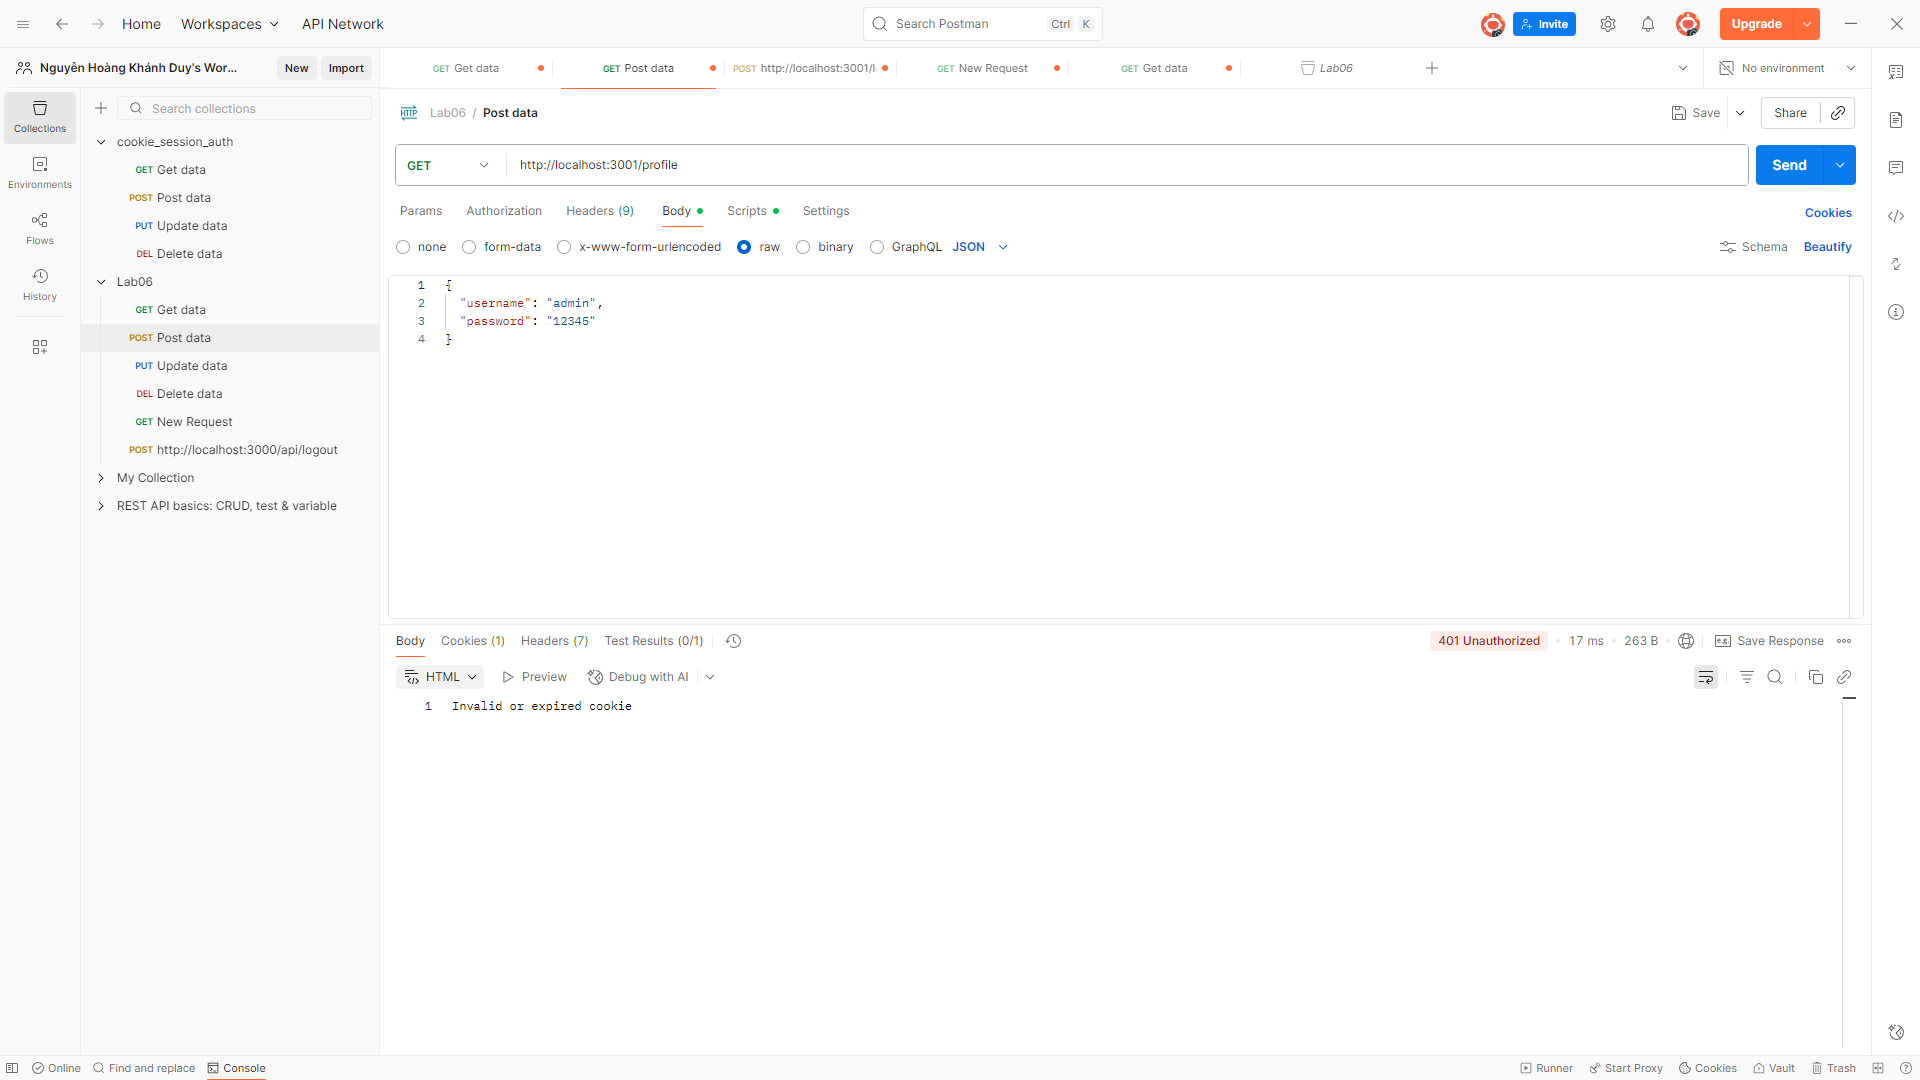 Home
Workspaces
API Network
Search Postman
Ctrl
K
Invite
Upgrade
Nguyễn Hoàng Khánh Duy's Wor...
New
Import
GET Get data
GET Post data
POST http://localhost:3001/l
GET New Request
GET Get data
Lab06
No environment
Collections
Environments
Flows
History
Search collections
cookie_session_auth
GET Get data
POST Post data
PUT Update data
DEL Delete data
Lab06
GET Get data
POST Post data
PUT Update data
DEL Delete data
GET New Request
POST http://localhost:3000/api/logout
My Collection
REST API basics: CRUD, test & variable
HTTP Lab06 / Post data
Save
Share
GET
http://localhost:3001/profile
Send
Params
Authorization
Headers (9)
Body
Scripts
Settings
Cookies
none
form-data
x-www-form-urlencoded
raw
binary
GraphQL
JSON
Schema
Beautify
1 {
2 "username": "admin",
3 "password": "12345"
4 }
Body
Cookies (1)
Headers (7)
Test Results (0/1)
401 Unauthorized
17 ms
263 B
e.g.
Save Response
HTML
Preview
Debug with AI
1 Invalid or expired cookie
Online
Find and replace
Console
Runner
Start Proxy
Cookies
Vault
Trash